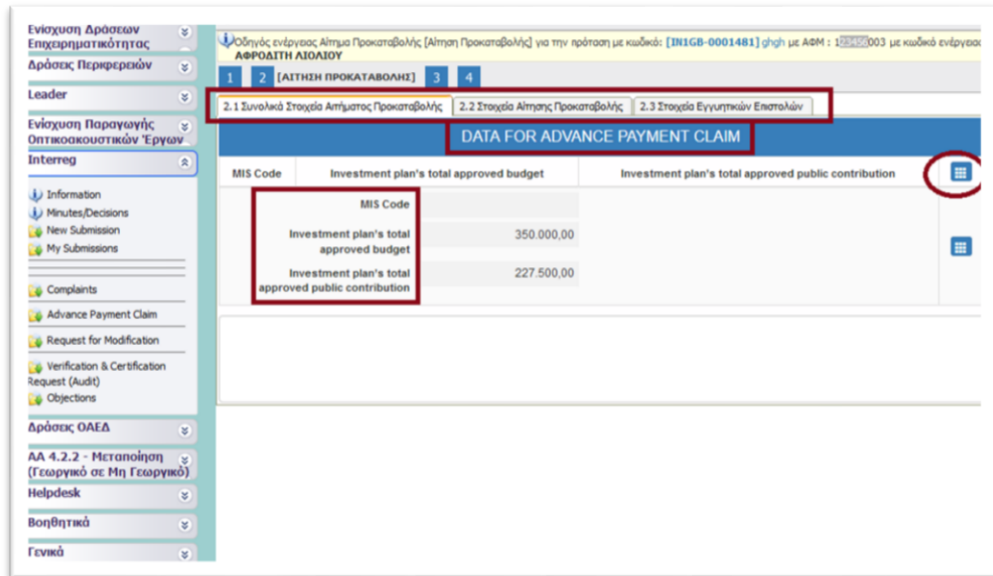 Ενίσχυση Δράσεων
Επιχειρηματικότητας
Δράσεις Περιφερειών
Leader
Ενίσχυση Παραγωγής
Οπτικοακουστικών Έργων
Interreg
Information
Minutes/Decisions
New Submission
My Submissions
Complaints
Advance Payment Claim
Request for Modification
Verification & Certification
Request (Audit)
Objections
Δράσεις ΟΑΕΔ
ΑΑ 4.2.2 - Μεταποίηση
(Γεωργικό σε Μη Γεωργικό)
Helpdesk
Βοηθητικά
Γενικά
Οδηγός ενέργειας Αίτημα Προκαταβολής [Αίτηση Προκαταβολής] για την πρόταση με κωδικό: [IN1GB-0001481] ghgh με ΑΦΜ : 123456003 με κωδικό ενέργειας
ΑΦΡΟΔΙΤΗ ΛΙΟΛΙΟΥ
1 2 [ΑΙΤΗΣΗ ΠΡΟΚΑΤΑΒΟΛΗΣ] 3 4
2.1 Συνολικά Στοιχεία Αιτήματος Προκαταβολής 2.2 Στοιχεία Αίτησης Προκαταβολής 2.3 Στοιχεία Εγγυητικών Επιστολών
DATA FOR ADVANCE PAYMENT CLAIM
MIS Code Investment plan's total approved budget Investment plan's total approved public contribution
MIS Code
Investment plan's total
approved budget
350.000,00
Investment plan's total
approved public contribution
227.500,00